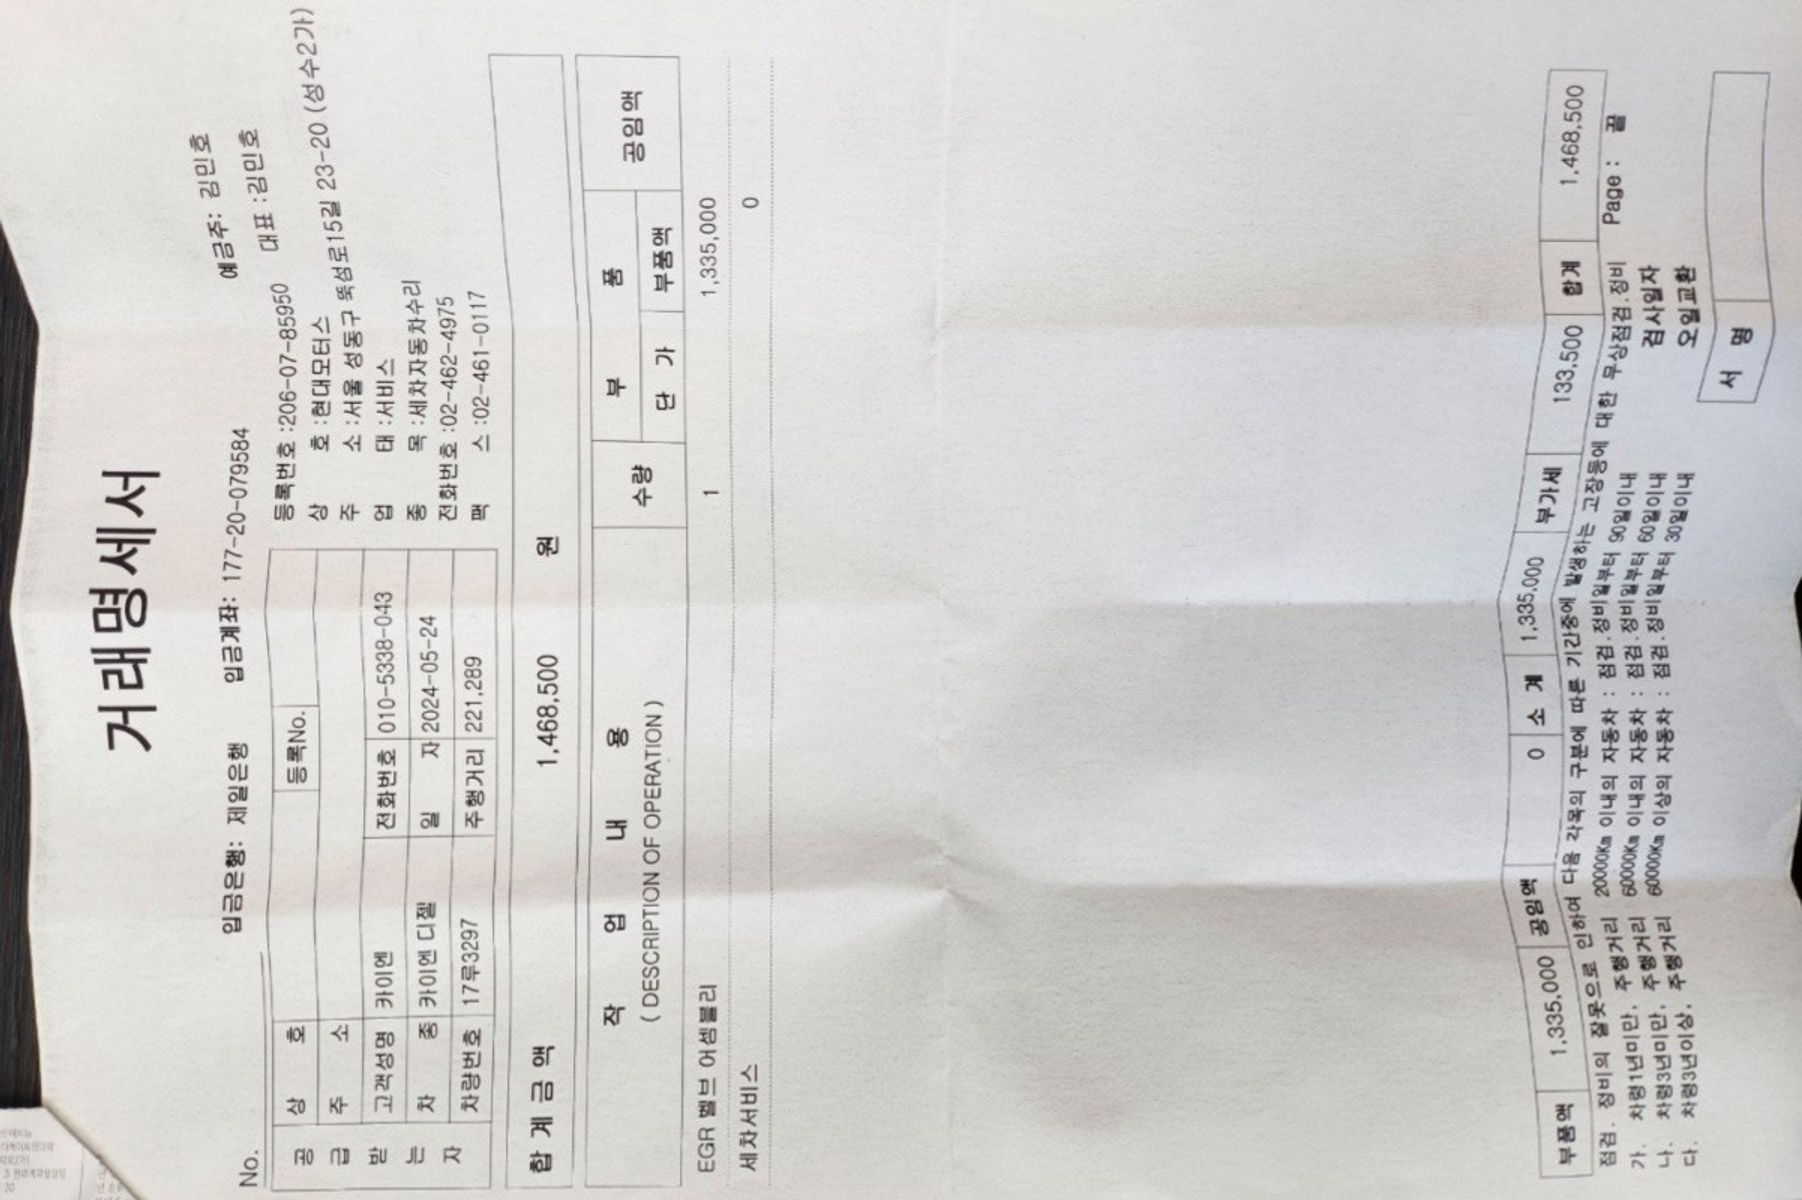 거래명세서
입금은행: 제일은행 입금계좌: 177-20-079584 예금주: 김민호
No. 대표 :김민호
공급받는자
상 호 등록No.
주 소
고객성명 카이엔 전화번호 010-5338-043
차 종 카이엔 디젤 일 자 2024-05-24
차량번호 17루3297 주행거리 221,289
등록번호 :206-07-85950
상 호 :현대모터스
주 소 :서울 성동구 뚝섬로15길 23-20 (성수2가)
업 태 :서비스
종 목 :세차자동차수리
전화번호 :02-462-4975
팩 스 :02-461-0117
합 계 금 액 1,468,500 원
작 업 내 용 수량 부 품 공임액
( DESCRIPTION OF OPERATION ) 단 가 부품액
EGR 벨브 어셈블리 1 1,335,000
세차서비스 0
부품액 1,335,000 공임액 0 소 계 1,335,000 부가세 133,500 합계 1,468,500
점검. 정비의 잘못으로 인하여 다음 각목의 구분에 따른 기간중에 발생하는 고장등에 대한 무상점검.정비 Page : 끝
가. 차령1년미만, 주행거리 20000Km 이내의 자동차 : 점검.정비일부터 90일이내 검사일자
나. 차령3년미만, 주행거리 60000Km 이내의 자동차 : 점검.정비일부터 60일이내 오일교환
다. 차령3년이상, 주행거리 60000Km 이상의 자동차 : 점검.정비일부터 30일이내
서 명